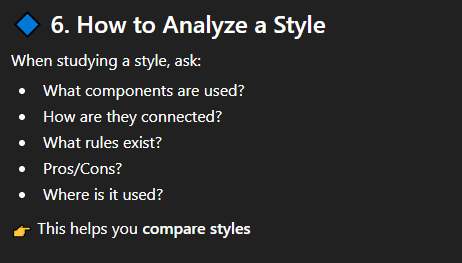 🔷 6. How to Analyze a Style
When studying a style, ask:
• What components are used?
• How are they connected?
• What rules exist?
• Pros/Cons?
• Where is it used?
👉 This helps you compare styles